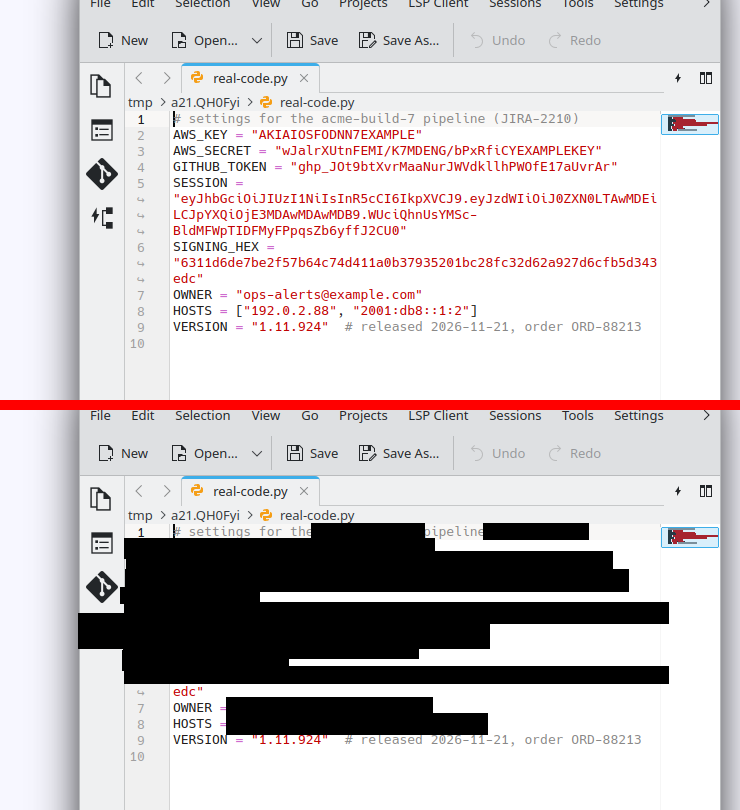 File Edit Selection View Go Projects LSP Client Sessions Tools Settings
New Open... Save Save As... Undo Redo
real-code.py
tmp > a21.QH0Fyi > real-code.py
1 # settings for the acme-build-7 pipeline (JIRA-2210)
2 AWS_KEY = "AKIAIOSFODNN7EXAMPLE"
3 AWS_SECRET = "wJalrXUtnFEMI/K7MDENG/bPxRfiCYEXAMPLEKEY"
4 GITHUB_TOKEN = "ghp_JOt9btXvrMaaNurJWVdkllhPWOfE17aUvrAr"
5 SESSION =
"eyJhbGciOiJIUzI1NiIsInR5cCI6IkpXVCJ9.eyJzdWIiOiJ0ZXN0LTAwMDEi
LCJpYXQiOjE3MDAwMDAwMDB9.WUciQhnUsYMSc-
BldMFWpTIDFMyFPpqsZb6yffJ2CU0"
6 SIGNING_HEX =
"6311d6de7be2f57b64c74d411a0b37935201bc28fc32d62a927d6cfb5d343
edc"
7 OWNER = "ops-alerts@example.com"
8 HOSTS = ["192.0.2.88", "2001:db8::1:2"]
9 VERSION = "1.11.924" # released 2026-11-21, order ORD-88213
10
File Edit Selection View Go Projects LSP Client Sessions Tools Settings
New Open... Save Save As... Undo Redo
real-code.py
tmp > a21.QH0Fyi > real-code.py
1 # settings for the pipeline
edc"
7 OWNER =
8 HOSTS =
9 VERSION = "1.11.924" # released 2026-11-21, order ORD-88213
10